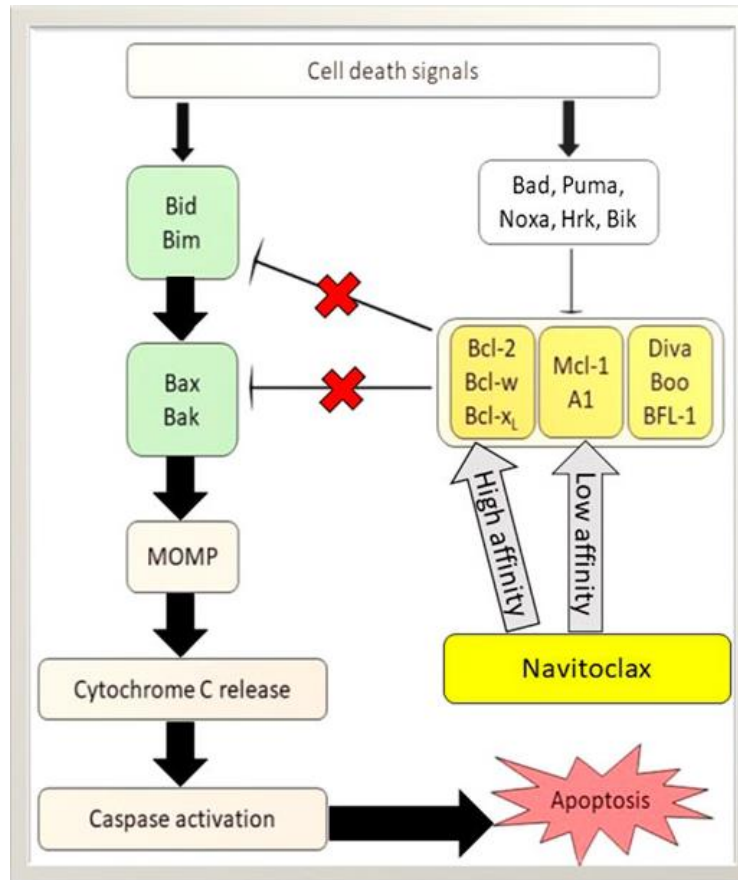 Cell death signals
Bid
Bim
Bad, Puma,
Noxa, Hrk, Bik
Bcl-2
Bcl-w
Bcl-xL
Mcl-1
A1
Diva
Boo
BFL-1
Bax
Bak
High affinity
Low affinity
MOMP
Navitoclax
Cytochrome C release
Caspase activation
Apoptosis